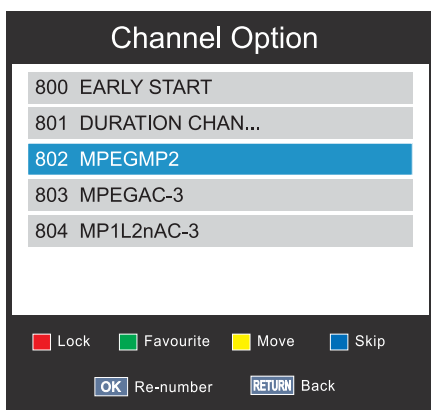 Channel Option
800 EARLY START
801 DURATION CHAN...
802 MPEGMP2
803 MPEGAC-3
804 MP1L2nAC-3
Lock Favourite Move Skip
OK Re-number RETURN Back